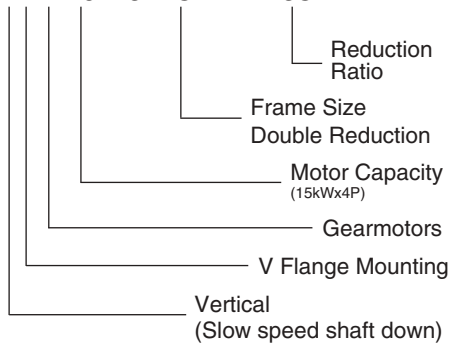 Reduction
Ratio
Frame Size
Double Reduction
Motor Capacity
(15kWx4P)
Gearmotors
V Flange Mounting
Vertical
(Slow speed shaft down)